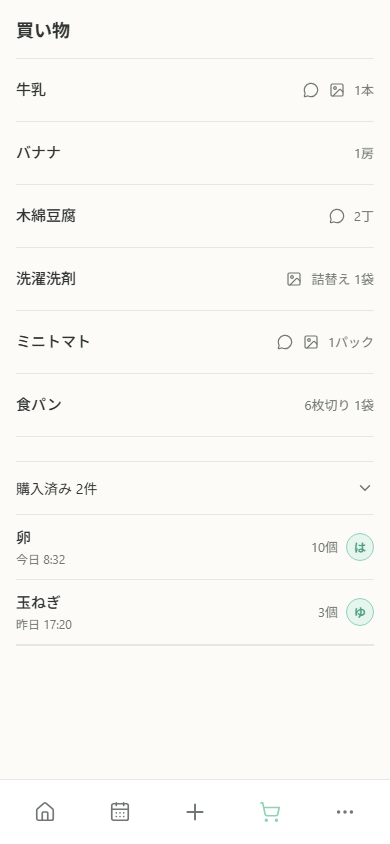 買い物
牛乳 1本
バナナ 1房
木綿豆腐 2丁
洗濯洗剤 詰替え 1袋
ミニトマト 1パック
食パン 6枚切り 1袋
購入済み 2件
卵 10個 は
今日 8:32
玉ねぎ 3個 ゆ
昨日 17:20